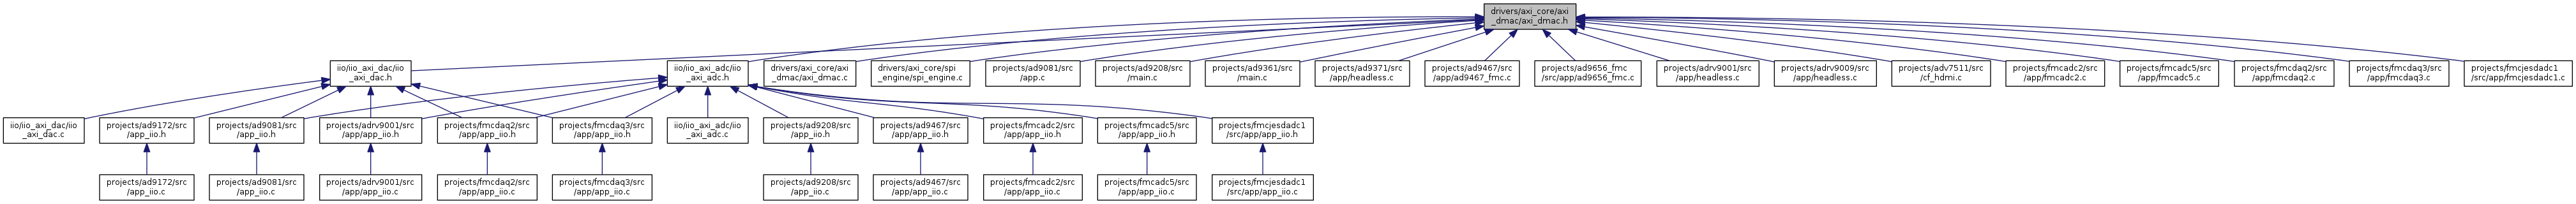 drivers/axi_core/axi
_dmac/axi_dmac.h
iio/iio_axi_dac/iio
_axi_dac.h
iio/iio_axi_adc/iio
_axi_adc.h
drivers/axi_core/axi
_dmac/axi_dmac.c
drivers/axi_core/spi
_engine/spi_engine.c
projects/ad9081/src
/app.c
projects/ad9208/src
/main.c
projects/ad9361/src
/main.c
projects/ad9371/src
/app/headless.c
projects/ad9467/src
/app/ad9467_fmc.c
projects/ad9656_fmc
/src/app/ad9656_fmc.c
projects/adrv9001/src
/app/headless.c
projects/adrv9009/src
/app/headless.c
projects/adv7511/src
/cf_hdmi.c
projects/fmcadc2/src
/app/fmcadc2.c
projects/fmcadc5/src
/app/fmcadc5.c
projects/fmcdaq2/src
/app/fmcdaq2.c
projects/fmcdaq3/src
/app/fmcdaq3.c
projects/fmcjesdadc1
/src/app/fmcjesdadc1.c
iio/iio_axi_dac/iio
_axi_dac.c
projects/ad9172/src
/app_iio.h
projects/ad9081/src
/app_iio.h
projects/adrv9001/src
/app/app_iio.h
projects/fmcdaq2/src
/app/app_iio.h
projects/fmcdaq3/src
/app/app_iio.h
iio/iio_axi_adc/iio
_axi_adc.c
projects/ad9208/src
/app_iio.h
projects/ad9467/src
/app/app_iio.h
projects/fmcadc2/src
/app/app_iio.h
projects/fmcadc5/src
/app/app_iio.h
projects/fmcjesdadc1
/src/app/app_iio.h
projects/ad9172/src
/app_iio.c
projects/ad9081/src
/app_iio.c
projects/adrv9001/src
/app/app_iio.c
projects/fmcdaq2/src
/app/app_iio.c
projects/fmcdaq3/src
/app/app_iio.c
projects/ad9208/src
/app_iio.c
projects/ad9467/src
/app/app_iio.c
projects/fmcadc2/src
/app/app_iio.c
projects/fmcadc5/src
/app/app_iio.c
projects/fmcjesdadc1
/src/app/app_iio.c